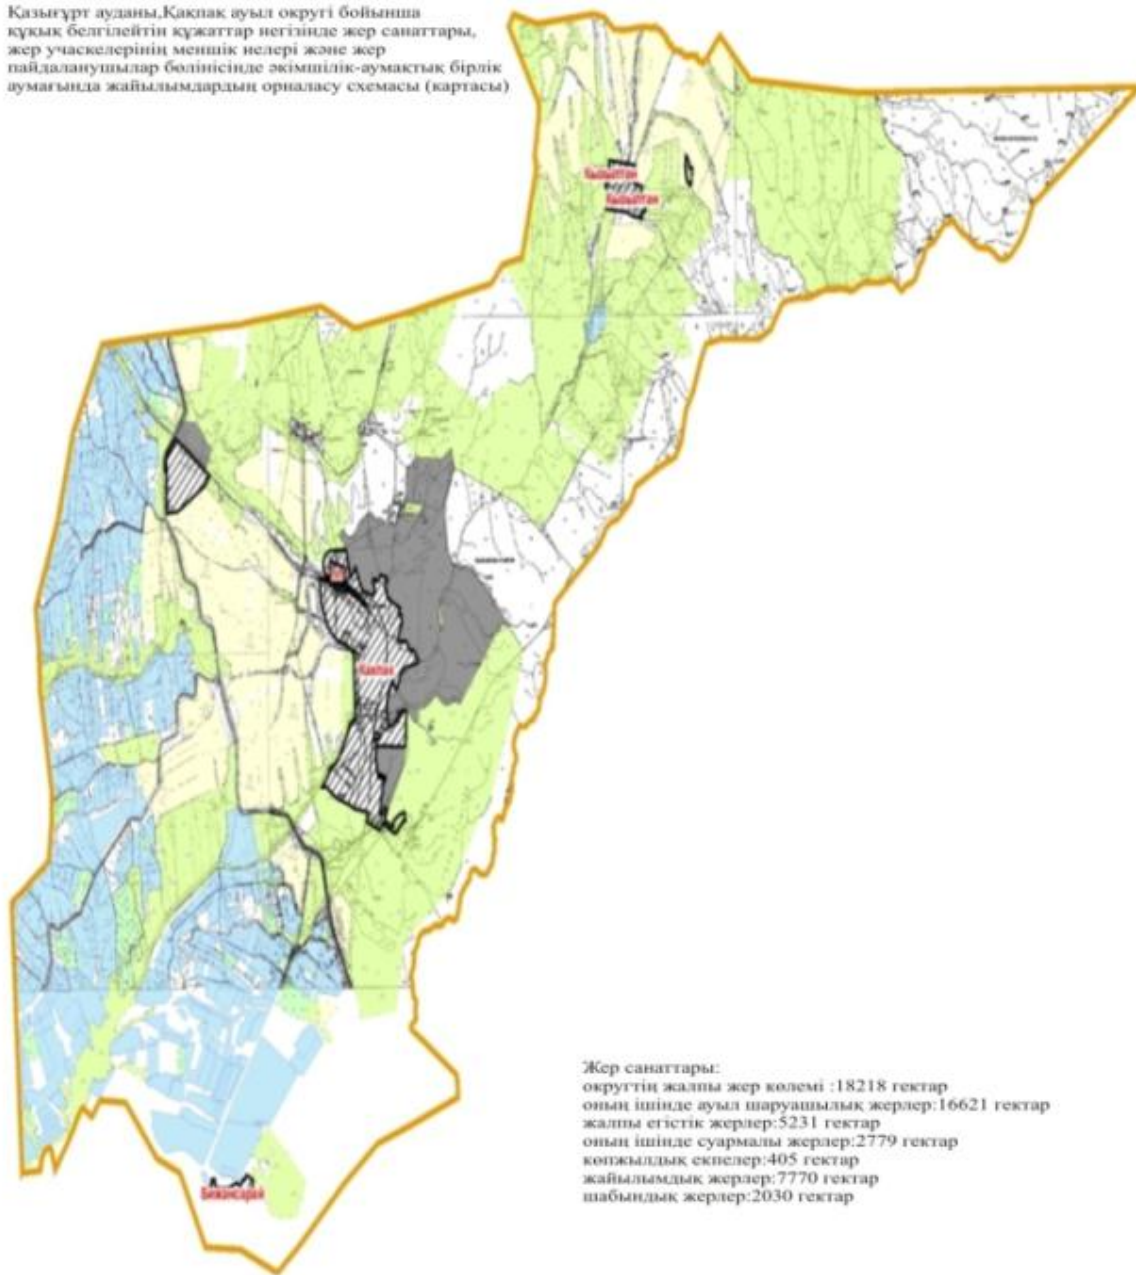 Қазығұрт ауданы,Қақпақ ауыл округі бойынша
құқық белгілейтін құжаттар негізінде жер санаттары,
жер учаскелерінің меншік иелері және жер
пайдаланушылар бөлінісінде әкімшілік-аумақтық бірлік
аумағында жайылымдардың орналасу схемасы (картасы)
Қызылтаң
Қызылтаң
Қақпақ
Жер санаттары:
округтің жалпы жер көлемі :18218 гектар
оның ішінде ауыл шаруашылық жерлер:16621 гектар
жалпы егістік жерлер:5231 гектар
оның ішінде суармалы жерлер:2779 гектар
көпжылдық екпелер:405 гектар
жайылымдық жерлер:7770 гектар
шабындық жерлер:2030 гектар